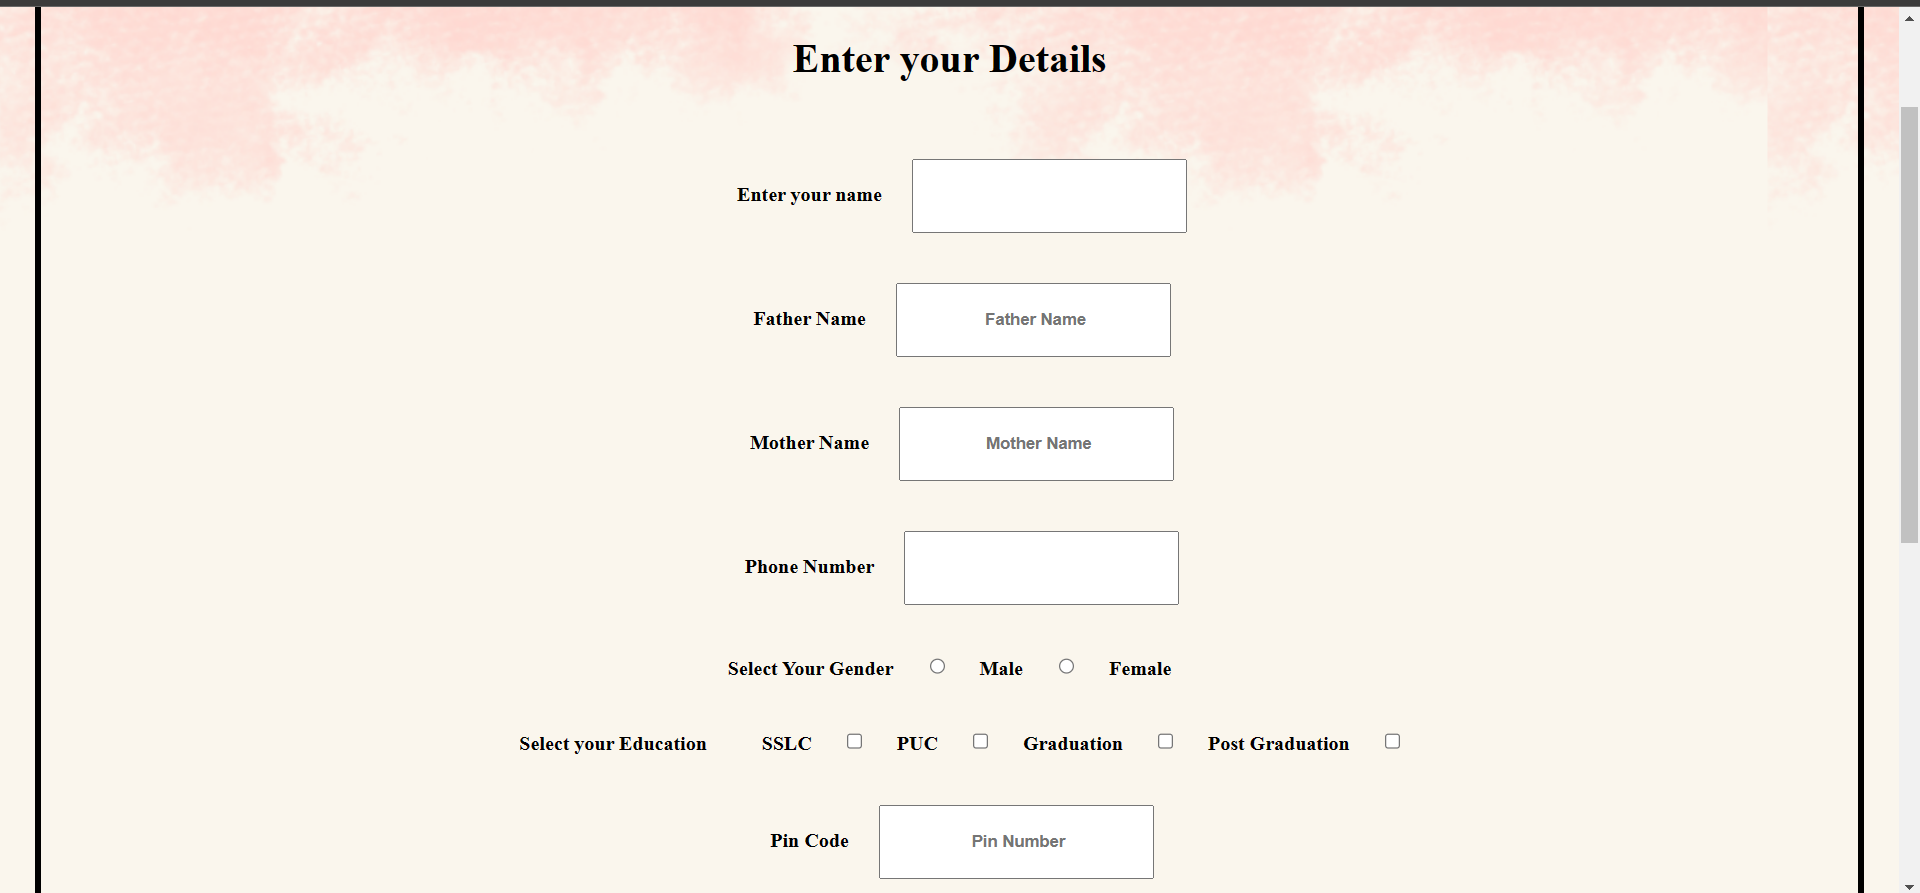 Enter your Details
Enter your name
Father Name Father Name
Mother Name Mother Name
Phone Number
Select Your Gender Male Female
Select your Education SSLC PUC Graduation Post Graduation
Pin Code Pin Number